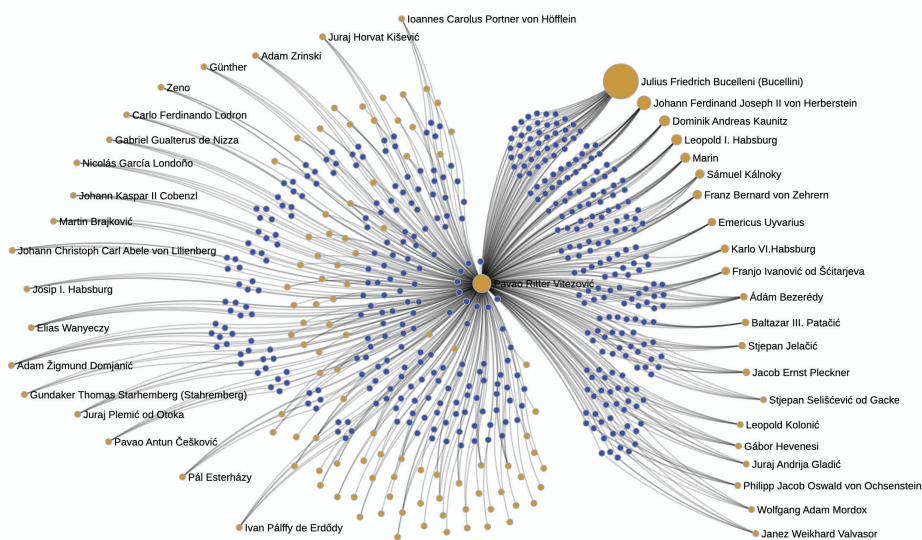 Ioannes Carolus Portner von Höfflein
Juraj Horvat Kišević
Adam Zrinski
Günther
Zeno
Carlo Ferdinando Lodron
Gabriel Gualterus de Nizza
Nicolás García Londoño
Johann Kaspar II Cobenzl
Martin Brajković
Johann Christoph Carl Abele von Lilienberg
Josip I. Habsburg
Elias Wanyeczy
Adam Žigmund Domjanić
Gundaker Thomas Starhemberg (Stahremberg)
Juraj Plemić od Otoka
Pavao Antun Češković
Pál Esterházy
Ivan Pálffy de Erdődy
Pavao Ritter Vitezović
Julius Friedrich Bucelleni (Bucellini)
Johann Ferdinand Joseph II von Herberstein
Dominik Andreas Kaunitz
Leopold I. Habsburg
Marin
Sámuel Kálnoky
Franz Bernard von Zehrern
Emericus Uyvarius
Karlo VI.Habsburg
Franjo Ivanović od Šćitarjeva
Ádám Bezerédy
Baltazar III. Patačić
Stjepan Jelačić
Jacob Ernst Pleckner
Stjepan Selišćević od Gacke
Leopold Kolonić
Gábor Hevenesi
Juraj Andrija Gladić
Philipp Jacob Oswald von Ochsenstein
Wolfgang Adam Mordox
Janez Weikhard Valvasor